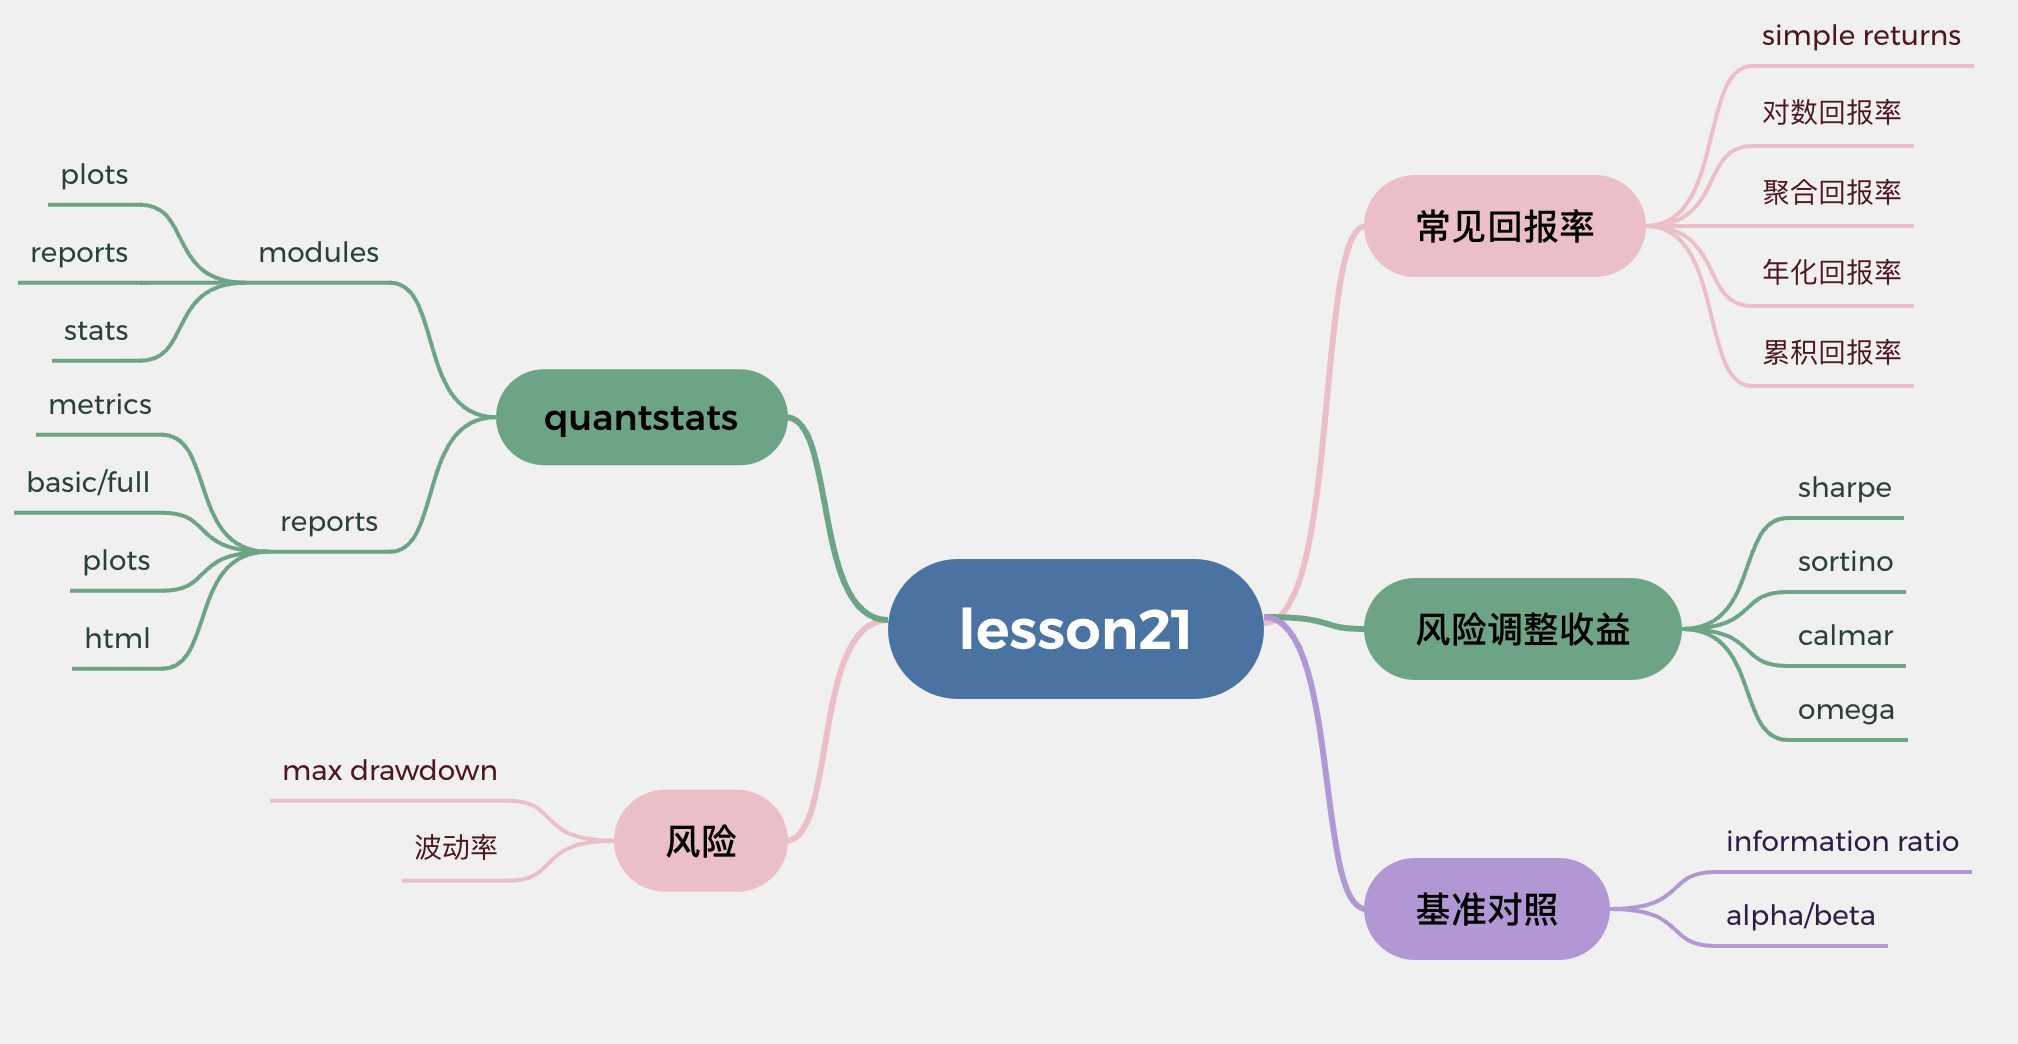 lesson21
常见回报率
simple returns
对数回报率
聚合回报率
年化回报率
累积回报率
风险调整收益
sharpe
sortino
calmar
omega
基准对照
information ratio
alpha/beta
quantstats
modules
plots
reports
stats
reports
metrics
basic/full
plots
html
风险
max drawdown
波动率